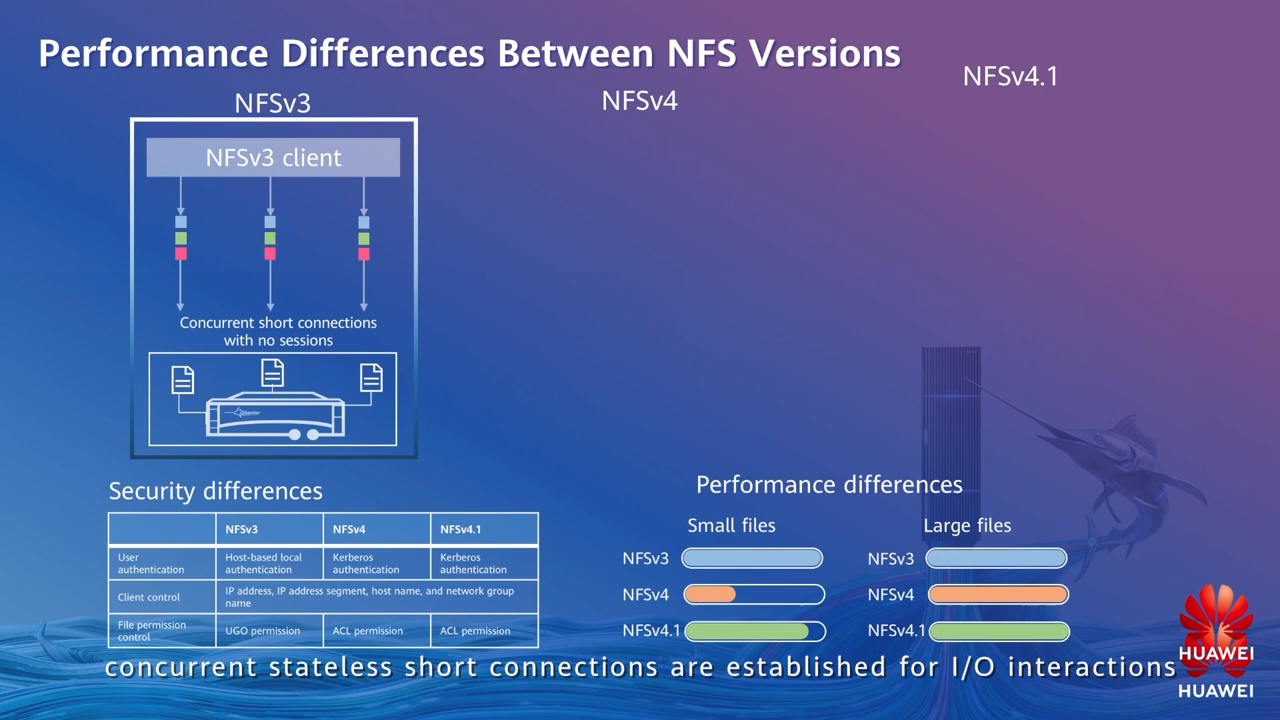 Performance Differences Between NFS Versions
NFSv3
NFSv4
NFSv4.1
NFSv3 client
Concurrent short connections
with no sessions
Security differences
NFSv3
NFSv4
NFSv4.1
User
authentication
Host-based local
authentication
Kerberos
authentication
Kerberos
authentication
Client control
IP address, IP address segment, host name, and network group
name
File permission
control
UGO permission
ACL permission
ACL permission
Performance differences
Small files
Large files
NFSv3
NFSv3
NFSv4
NFSv4
NFSv4.1
NFSv4.1
concurrent stateless short connections are established for I/O interactions
HUAWEI
HUAWEI